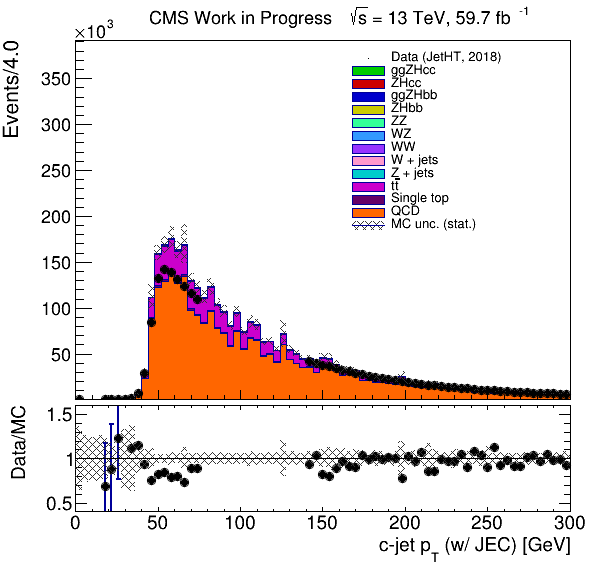 CMS Work in Progress √s = 13 TeV, 59.7 fb⁻¹
×10³
Events/4.0
400
350
300
250
200
150
100
50
Data (JetHT, 2018)
ggZHcc
ZHcc
ggZHbb
ZHbb
ZZ
WZ
WW
W + jets
Z + jets
tt̅
Single top
QCD
MC unc. (stat.)
Data/MC
1.5
1
0.5
0 50 100 150 200 250 300
c-jet p_T (w/ JEC) [GeV]